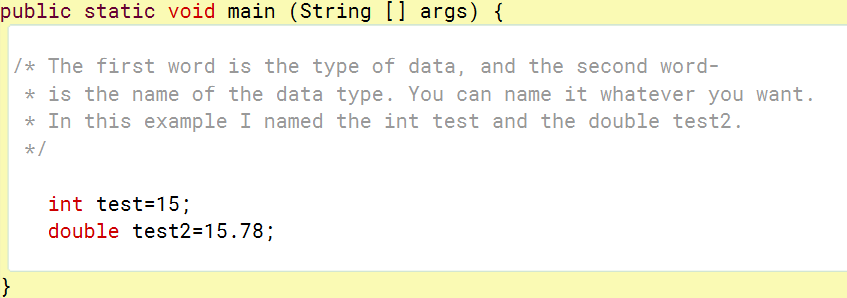 public static void main (String [] args) {
/* The first word is the type of data, and the second word-
* is the name of the data type. You can name it whatever you want.
* In this example I named the int test and the double test2.
*/
int test=15;
double test2=15.78;
}